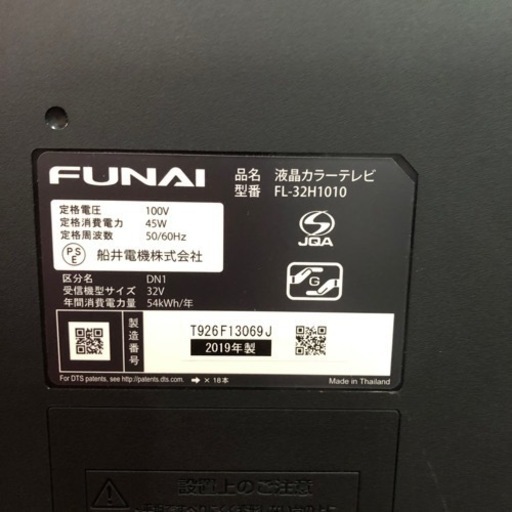 FUNAI
品名 液晶カラーテレビ
型番 FL-32H1010
定格電圧 100V
定格消費電力 45W
定格周波数 50/60Hz
PSE 船井電機株式会社
JQA
G
区分名 DN1
受信機型サイズ 32V
年間消費電力量 54kWh/年
製造番号
T926F13069J
2019年製
For DTS patents, see http://patents.dts.com. ➡ × 18本
Made in Thailand
設置上のご注意